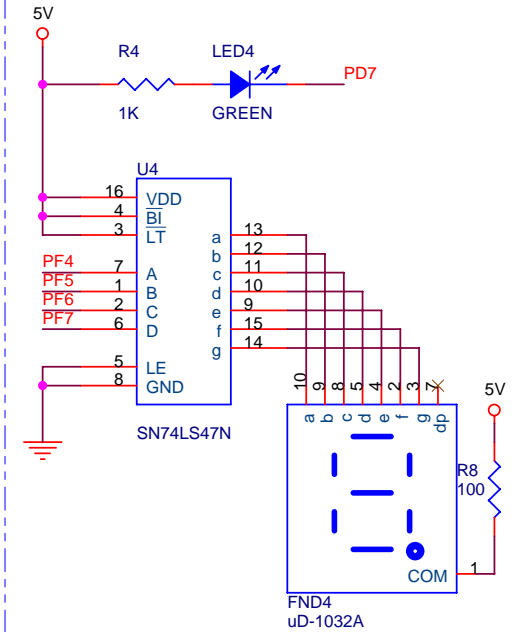 5V
R4 LED4
PD7
1K GREEN
U4
16 VDD
4 BI
3 LT
a 13
b 12
PF4 7 A c 11
PF5 1 B d 10
PF6 2 C e 9
PF7 6 D f 15
g 14
5 LE
8 GND
SN74LS47N
10 9 8 5 4 2 3 7
a b c d e f g dp
5V
R8
100
COM 1
FND4
uD-1032A